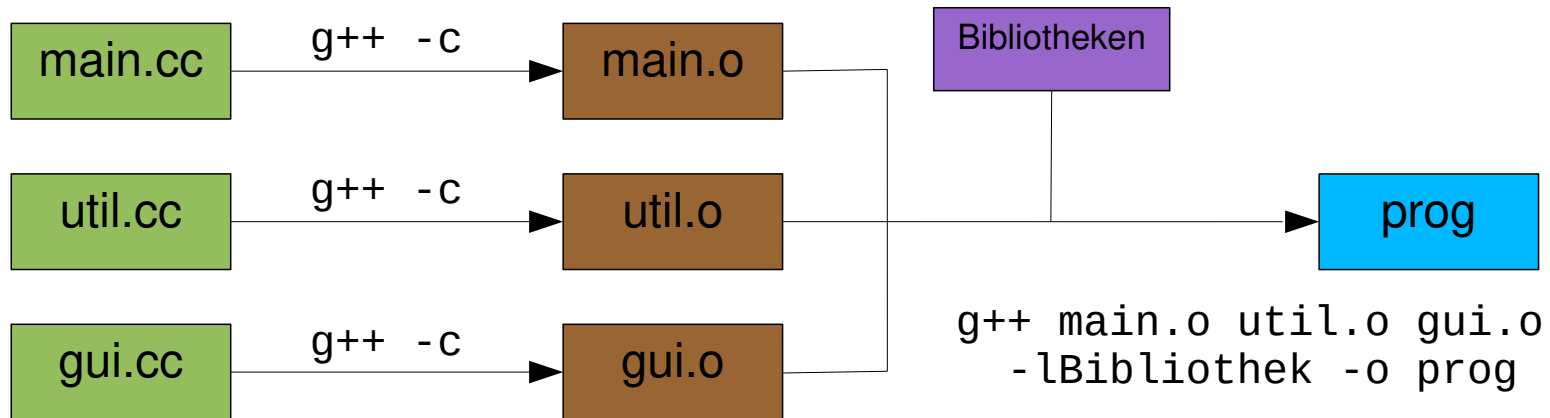 main.cc
g++ -c
main.o
Bibliotheken
util.cc
g++ -c
util.o
prog
gui.cc
g++ -c
gui.o
g++ main.o util.o gui.o
-lBibliothek -o prog